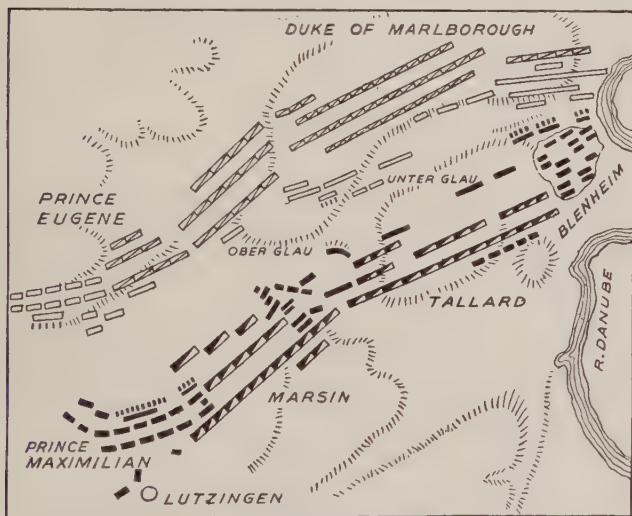 DUKE OF MARLBOROUGH
PRINCE
EUGENE
UNTER GLAU
BLENHEIM
OBER GLAU
TALLARD
R. DANUBE
MARSIN
PRINCE
MAXIMILIAN
LUTZINGEN